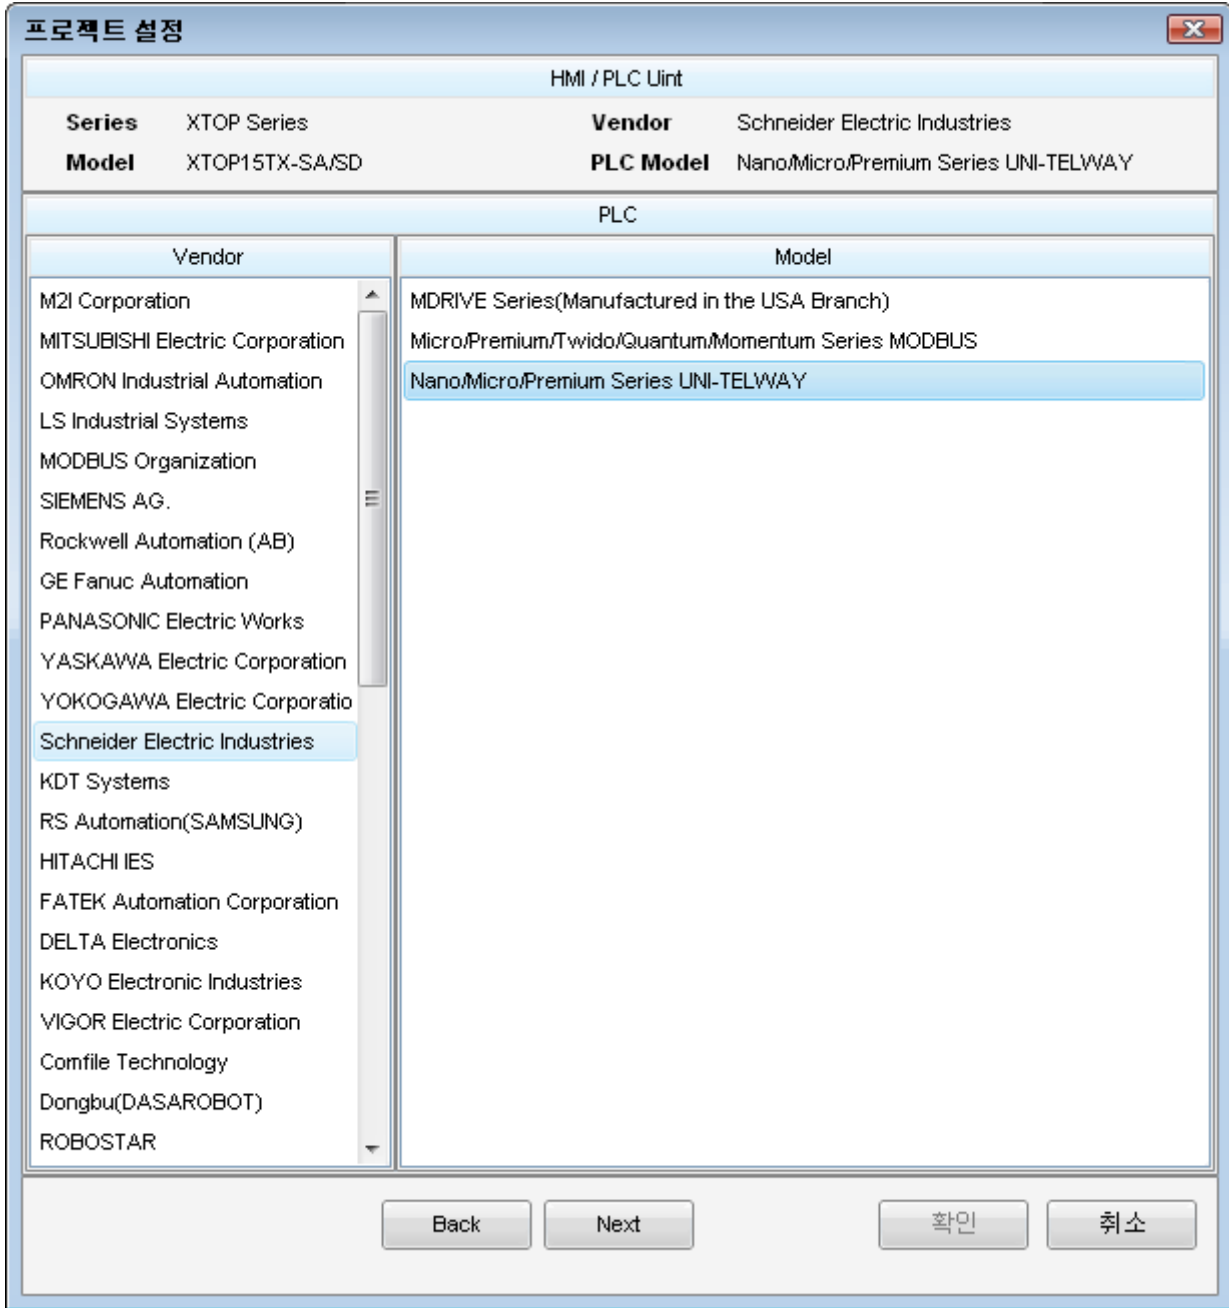 프로젝트 설정
HMI / PLC Uint
Series XTOP Series Vendor Schneider Electric Industries
Model XTOP15TX-SA/SD PLC Model Nano/Micro/Premium Series UNI-TELWAY
PLC
Vendor
M2I Corporation
MITSUBISHI Electric Corporation
OMRON Industrial Automation
LS Industrial Systems
MODBUS Organization
SIEMENS AG.
Rockwell Automation (AB)
GE Fanuc Automation
PANASONIC Electric Works
YASKAWA Electric Corporation
YOKOGAWA Electric Corporatio
Schneider Electric Industries
KDT Systems
RS Automation(SAMSUNG)
HITACHI IES
FATEK Automation Corporation
DELTA Electronics
KOYO Electronic Industries
VIGOR Electric Corporation
Comfile Technology
Dongbu(DASAROBOT)
ROBOSTAR
Model
MDRIVE Series(Manufactured in the USA Branch)
Micro/Premium/Twido/Quantum/Momentum Series MODBUS
Nano/Micro/Premium Series UNI-TELWAY
Back Next 확인 취소